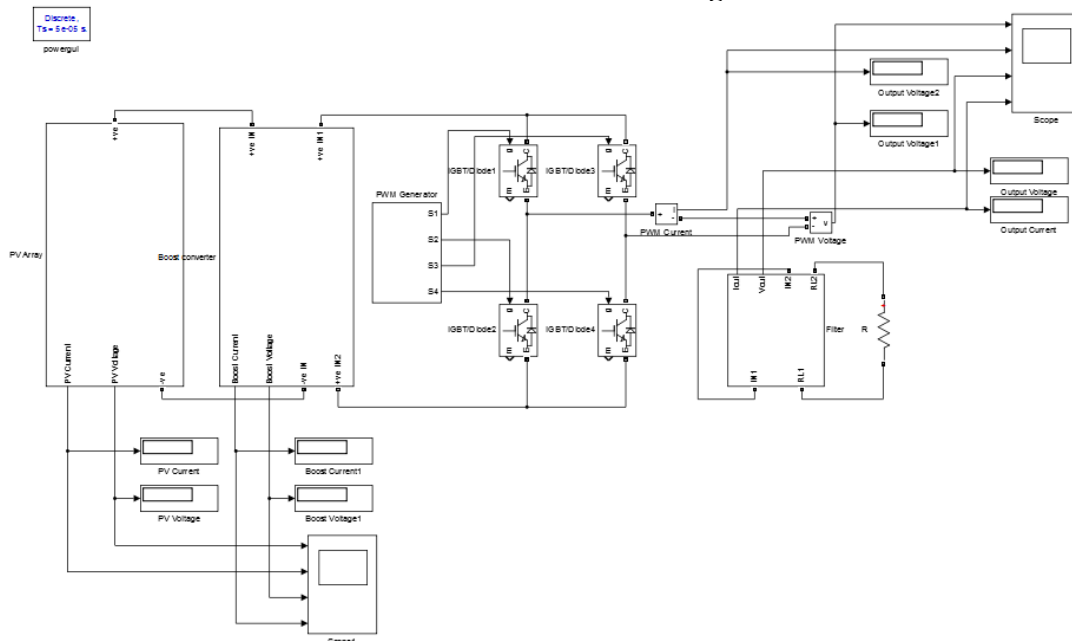 Discrete,
Ts = 5e-05 s.
powergui
+ve
PV Array
PV Current
PV Voltage
-ve
+ve IN
+ve IN1
Boost converter
Boost Current
Boost Voltage
-ve IN
+ve IN2
PWM Generator
S1
S2
S3
S4
g
C
E
m
IGBT/Diode1
g
C
E
m
IGBT/Diode3
g
C
E
m
IGBT/Diode2
g
C
E
m
IGBT/Diode4
+
i
-
PWM Current
+
-
v
PWM Voltage
Output Voltage2
Output Voltage1
Scope
Output Voltage
Output Current
IN2
RL2
Filter
IN1
RL1
+
R
PV Current
PV Voltage
Boost Current1
Boost Voltage1